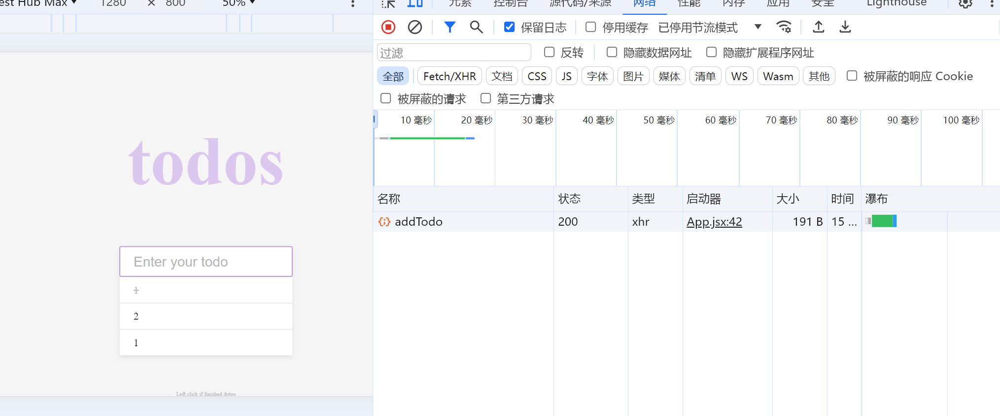 est Hub Max ▼ 1280 × 800 50% ▼
元素 控制台 源代码/来源 网络 性能 内存 应用 安全 Lighthouse
保留日志 停用缓存 已停用节流模式 ▼
过滤 反转 隐藏数据网址 隐藏扩展程序网址
全部 Fetch/XHR 文档 CSS JS 字体 图片 媒体 清单 WS Wasm 其他 被屏蔽的响应 Cookie
被屏蔽的请求 第三方请求
10 毫秒 20 毫秒 30 毫秒 40 毫秒 50 毫秒 60 毫秒 70 毫秒 80 毫秒 90 毫秒 100 毫秒
名称 状态 类型 启动器 大小 时间 瀑布
addTodo 200 xhr App.jsx:42 191 B 15 ...
todos
Enter your todo
1
2
1
Left click if finished dotos